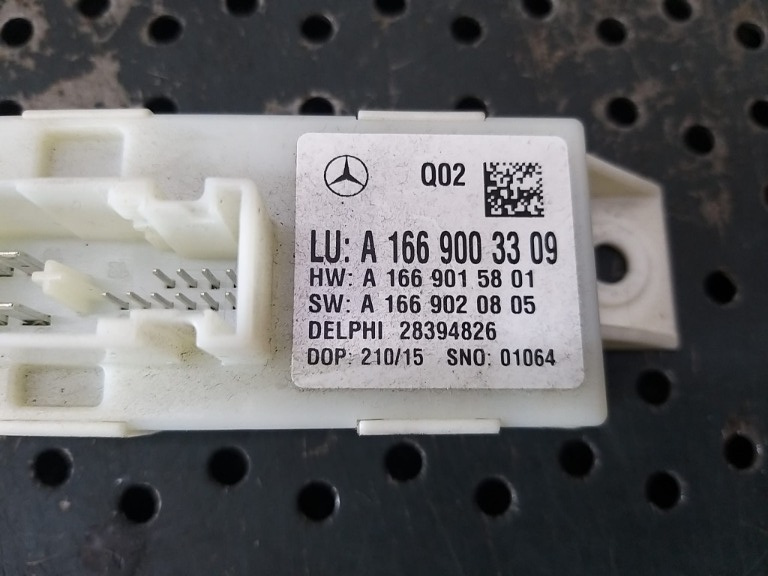 Q02
LU: A 166 900 33 09
HW: A 166 901 58 01
SW: A 166 902 08 05
DELPHI 28394826
DOP: 210/15 SNO: 01064